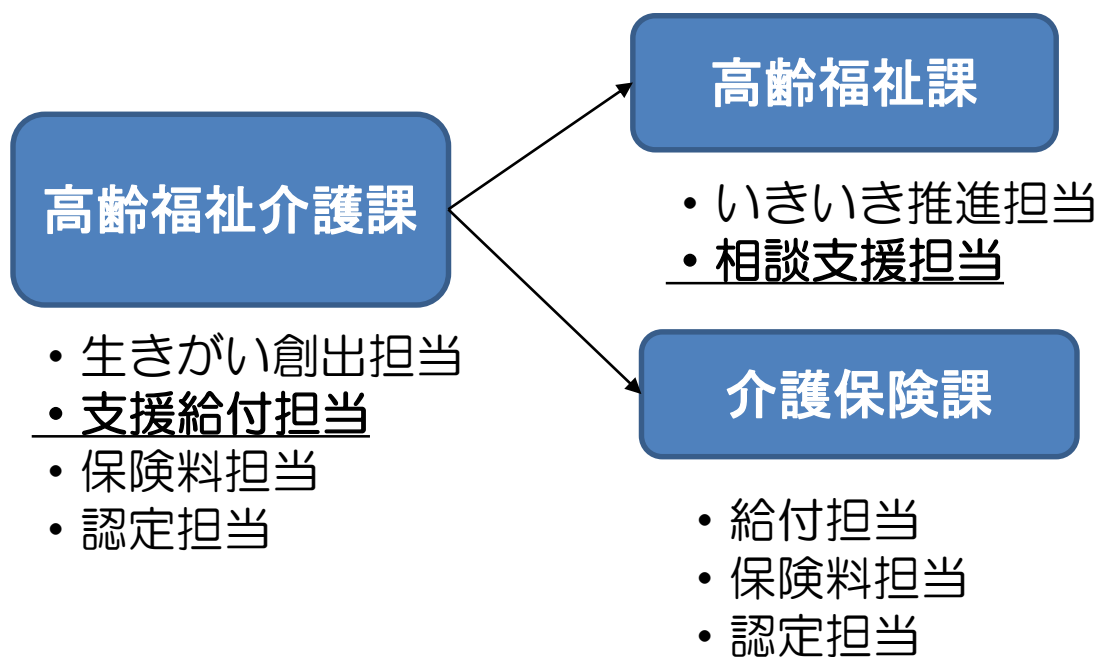 高齢福祉介護課
・生きがい創出担当
・支援給付担当
・保険料担当
・認定担当
高齢福祉課
・いきいき推進担当
・相談支援担当
介護保険課
・給付担当
・保険料担当
・認定担当